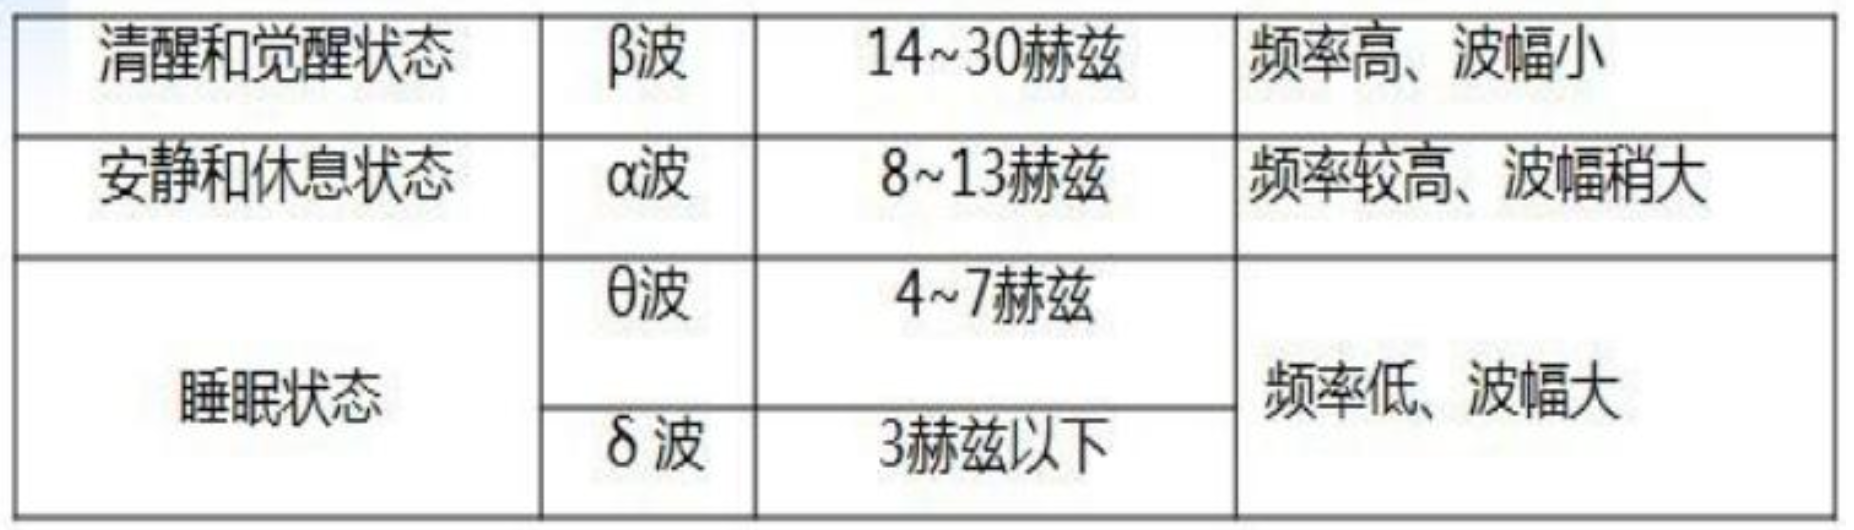 清醒和觉醒状态 β波 14~30赫兹 频率高、波幅小
安静和休息状态 α波 8~13赫兹 频率较高、波幅稍大
睡眠状态 θ波 4~7赫兹 频率低、波幅大
δ 波 3赫兹以下